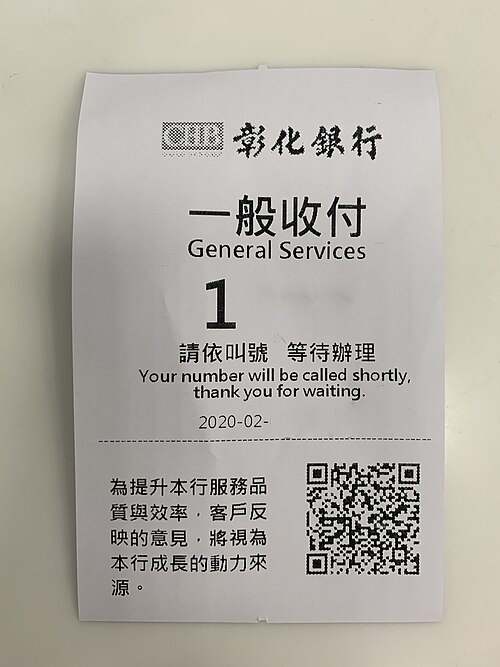 CHB 彰化銀行
一般收付
General Services
1
請依叫號 等待辦理
Your number will be called shortly,
thank you for waiting.
2020-02-
為提升本行服務品
質與效率，客戶反
映的意見，將視為
本行成長的動力來
源。